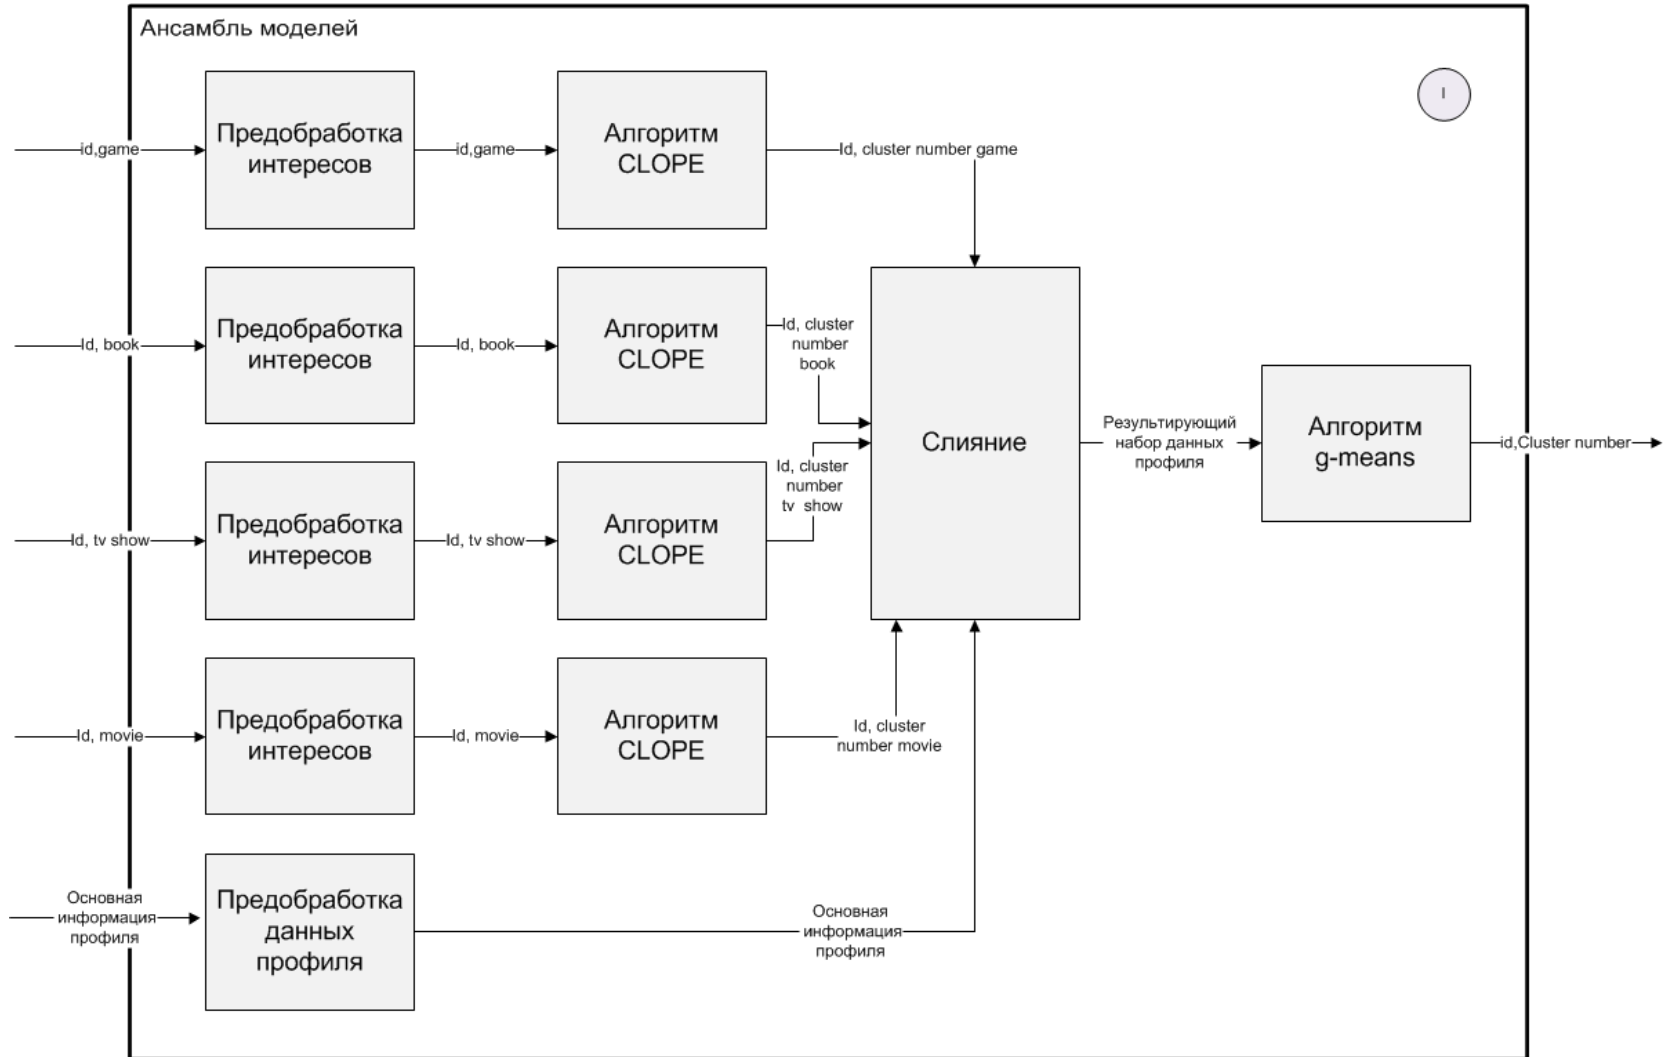 Ансамбль моделей
I
id,game
Предобработка
интересов
id,game
Алгоритм
CLOPE
Id, cluster number game
Id, book
Предобработка
интересов
Id, book
Алгоритм
CLOPE
Id, cluster
number
book
Id, tv show
Предобработка
интересов
Id, tv show
Алгоритм
CLOPE
Id, cluster
number
tv show
Слияние
Результирующий
набор данных
профиля
Алгоритм
g-means
id,Cluster number
Id, movie
Предобработка
интересов
Id, movie
Алгоритм
CLOPE
Id, cluster
number movie
Основная
информация
профиля
Предобработка
данных
профиля
Основная
информация
профиля